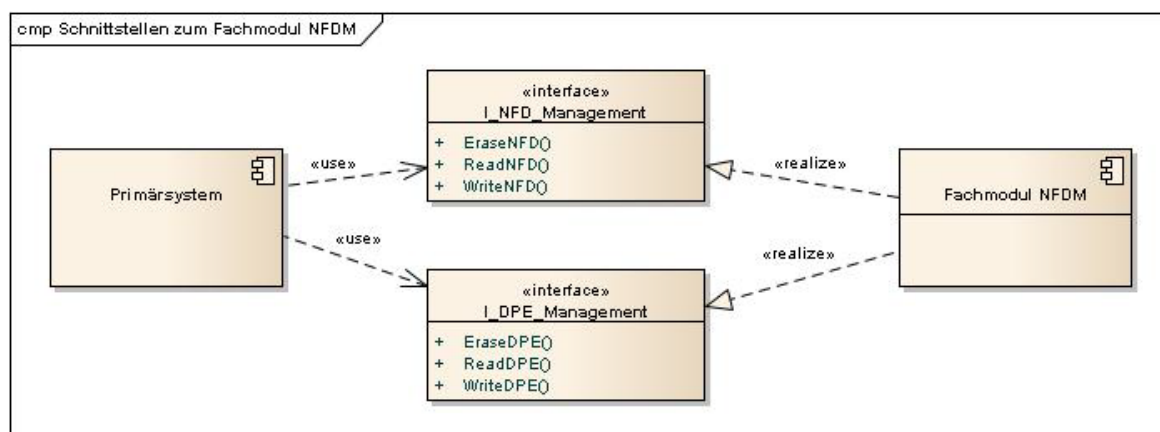 cmp Schnittstellen zum Fachmodul NFDM
«interface»
I_NFD_Management
+ EraseNFD()
+ ReadNFD()
+ WriteNFD()
Primärsystem
«use»
«realize»
Fachmodul NFDM
«use»
«realize»
«interface»
I_DPE_Management
+ EraseDPE()
+ ReadDPE()
+ WriteDPE()